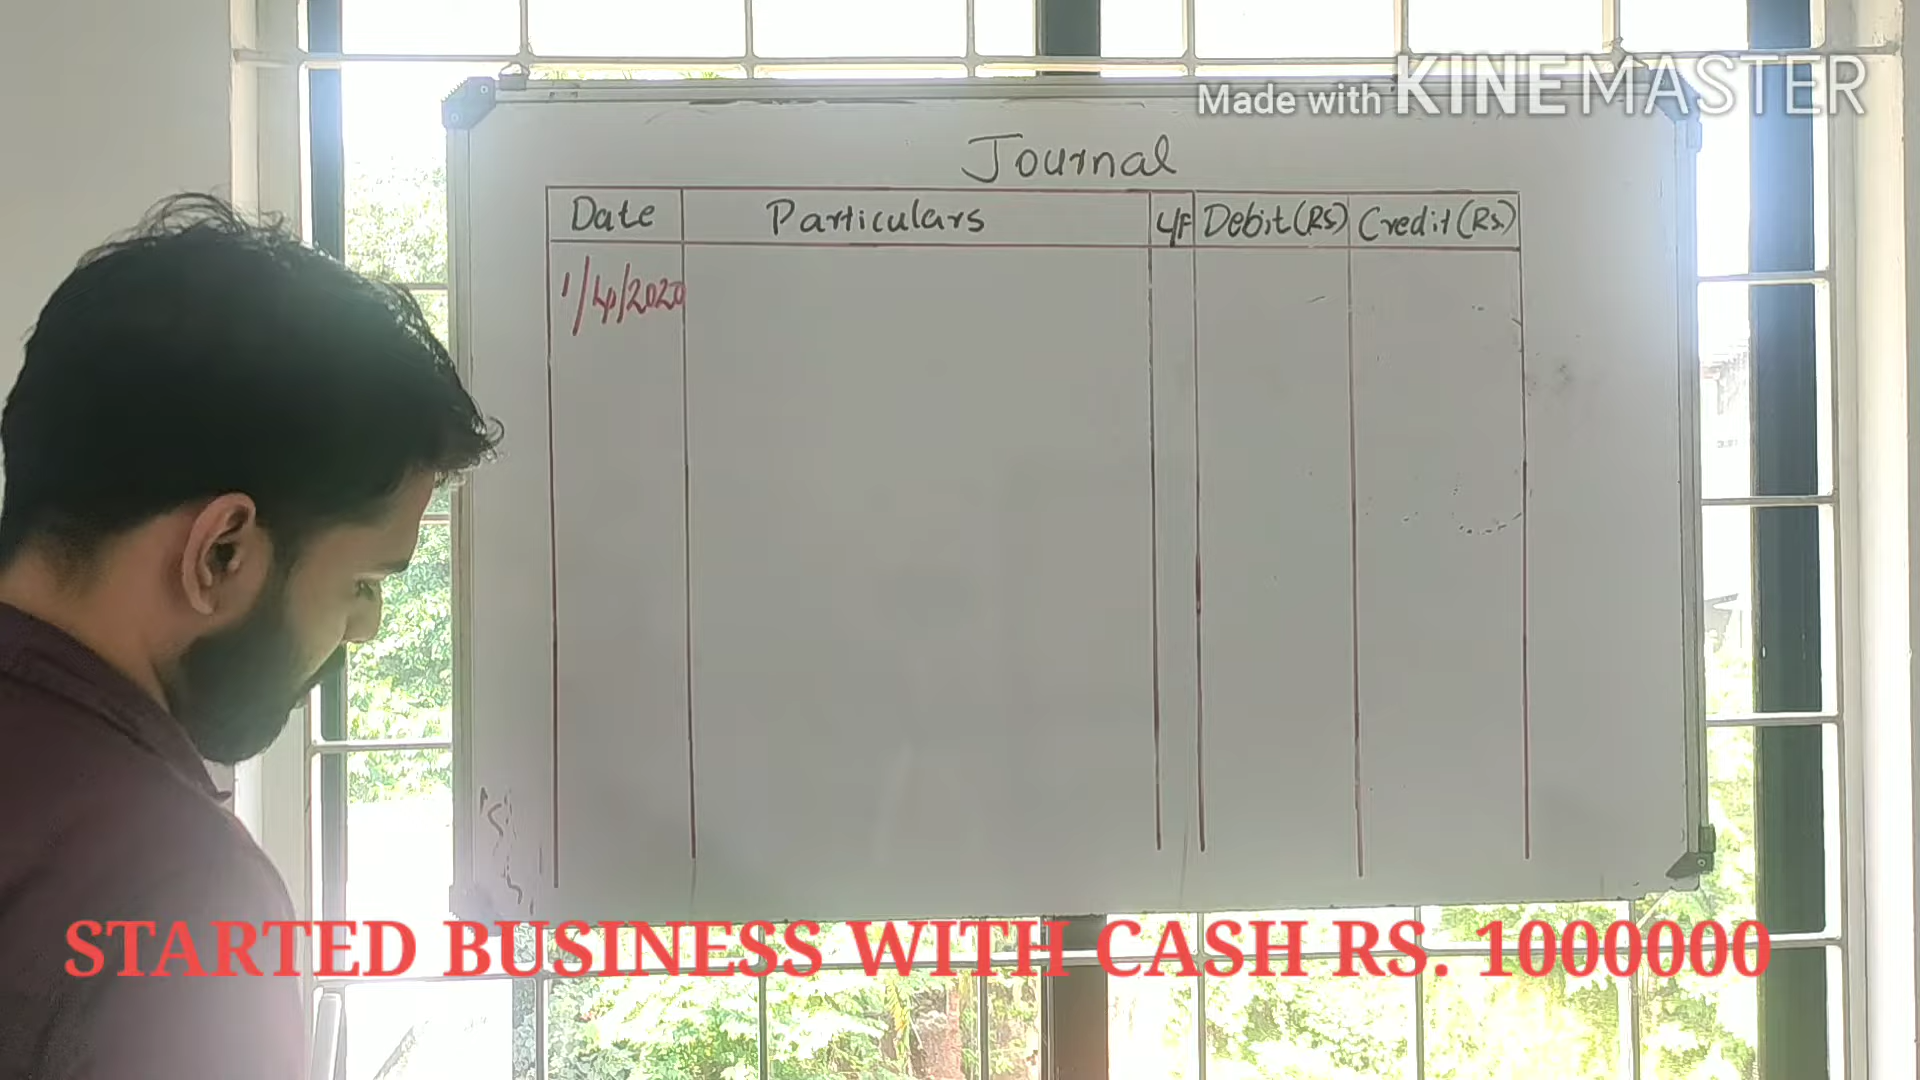 Made with KINEMASTER
Journal
Date Particulars L/F Debit(Rs) Credit(Rs)
1/4/2020
STARTED BUSINESS WITH CASH RS. 1000000